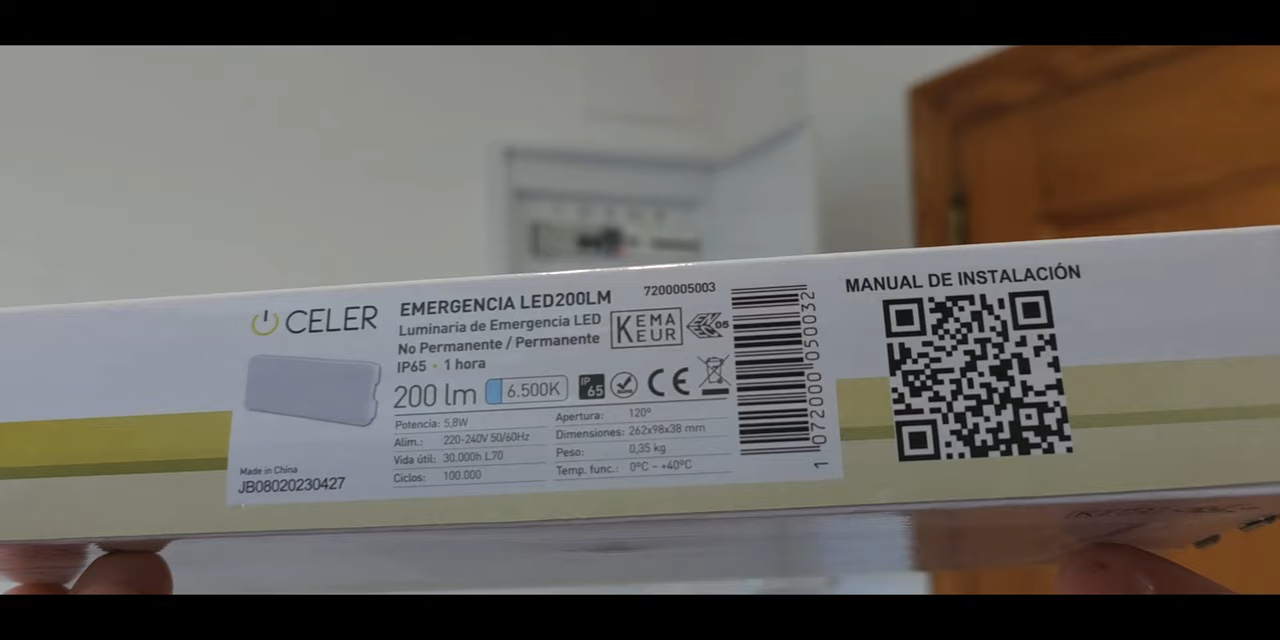 CELER
EMERGENCIA LED200LM
7200005003
Luminaria de Emergencia LED
No Permanente / Permanente
IP65 • 1 hora
KEMA
EUR
05
200 lm
6.500K
IP
65
CE
Potencia: 5,8W
Alim.: 220-240V 50/60Hz
Vida útil: 30.000h L70
Ciclos: 100.000
Apertura: 120º
Dimensiones: 262x98x38 mm
Peso: 0,35 kg
Temp. func.: 0ºC - +40ºC
Made in China
JB08020230427
1 072000 050032
MANUAL DE INSTALACIÓN